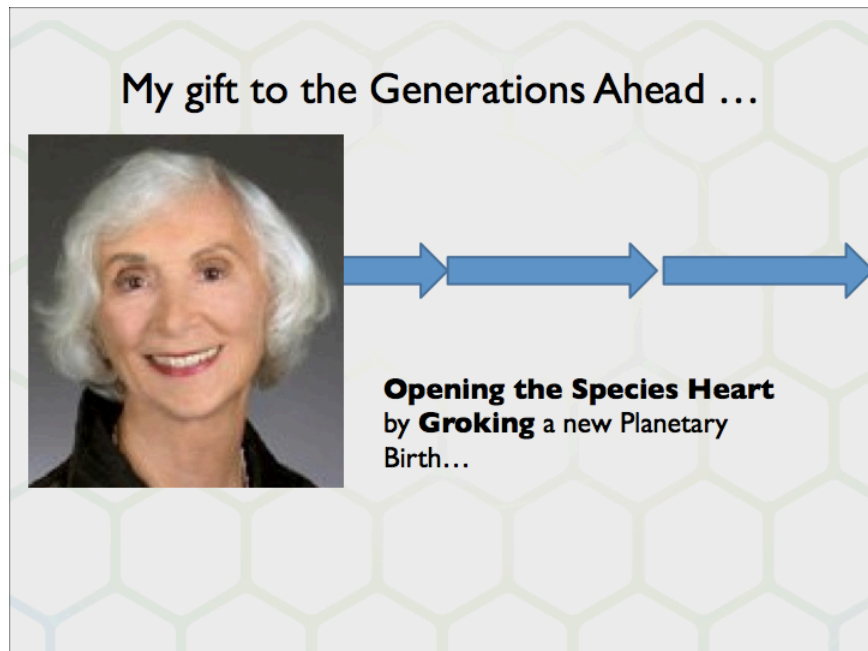 My gift to the Generations Ahead …
Opening the Species Heart
by Groking a new Planetary
Birth…